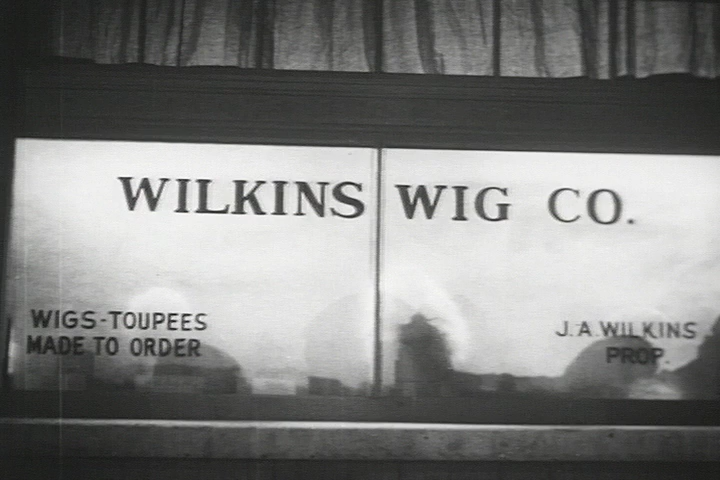 WILKINS WIG CO.
WIGS-TOUPEES
MADE TO ORDER
J.A.WILKINS
PROP.